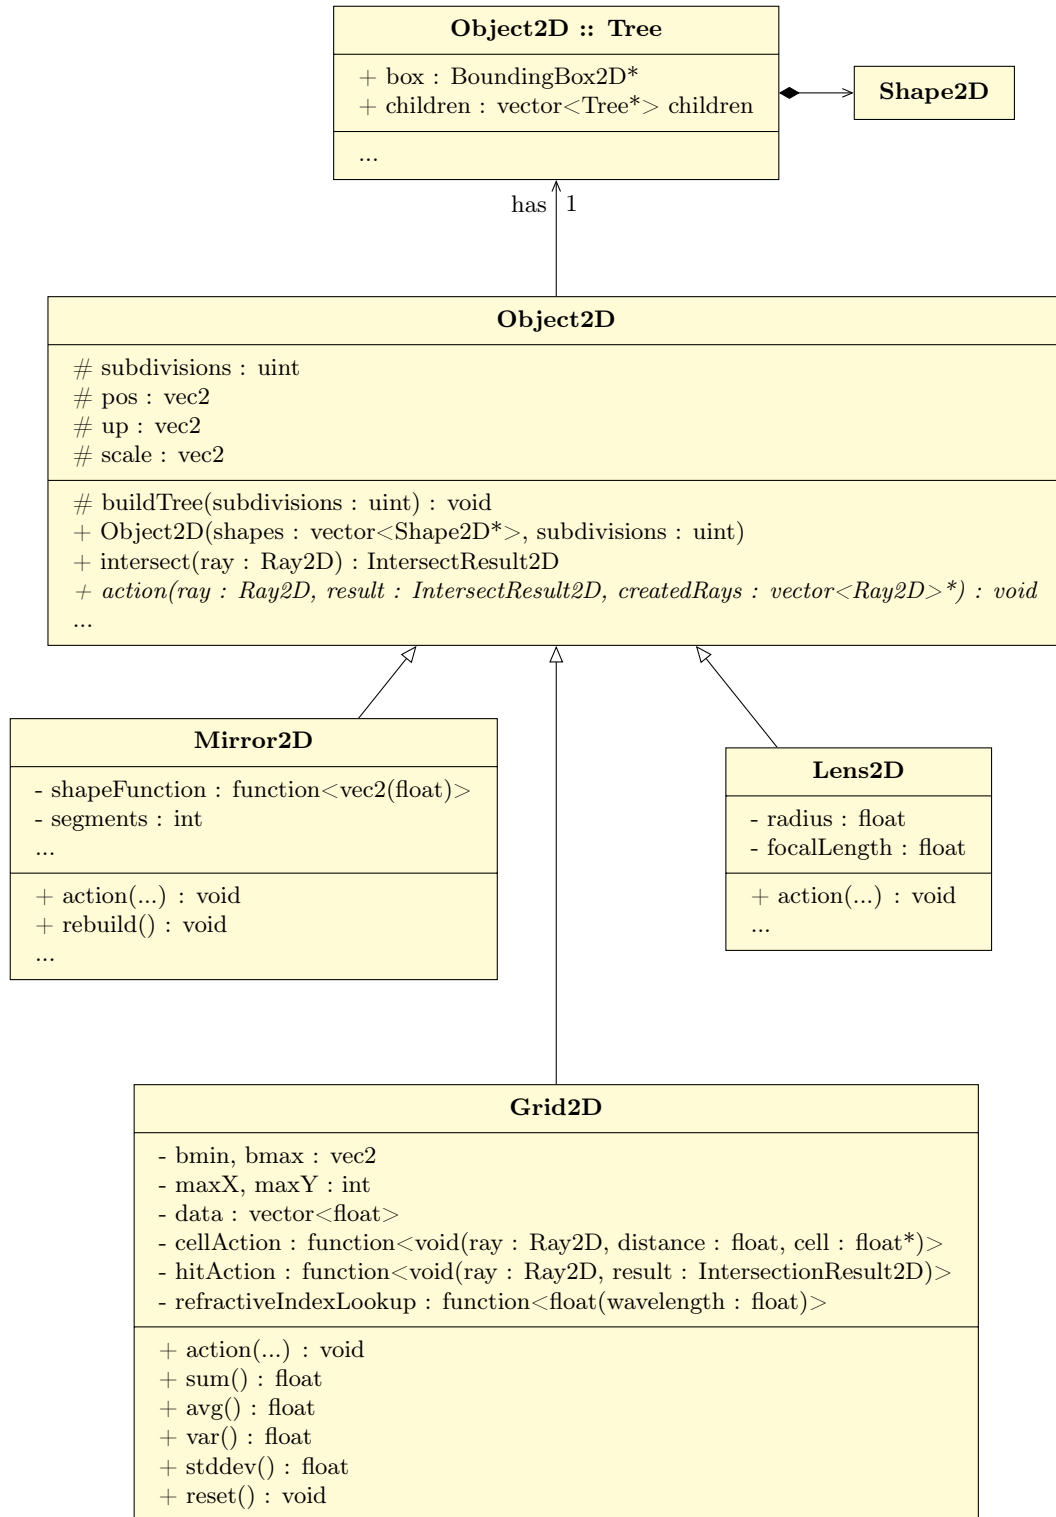 Object2D :: Tree
+ box : BoundingBox2D*
+ children : vector<Tree*> children
...
Shape2D
has 1
Object2D
# subdivisions : uint
# pos : vec2
# up : vec2
# scale : vec2
# buildTree(subdivisions : uint) : void
+ Object2D(shapes : vector<Shape2D*>, subdivisions : uint)
+ intersect(ray : Ray2D) : IntersectResult2D
+ action(ray : Ray2D, result : IntersectResult2D, createdRays : vector<Ray2D>*) : void
...
Mirror2D
- shapeFunction : function<vec2(float)>
- segments : int
...
+ action(...) : void
+ rebuild() : void
...
Lens2D
- radius : float
- focalLength : float
+ action(...) : void
...
Grid2D
- bmin, bmax : vec2
- maxX, maxY : int
- data : vector<float>
- cellAction : function<void(ray : Ray2D, distance : float, cell : float*)>
- hitAction : function<void(ray : Ray2D, result : IntersectionResult2D)>
- refractiveIndexLookup : function<float(wavelength : float)>
+ action(...) : void
+ sum() : float
+ avg() : float
+ var() : float
+ stddev() : float
+ reset() : void